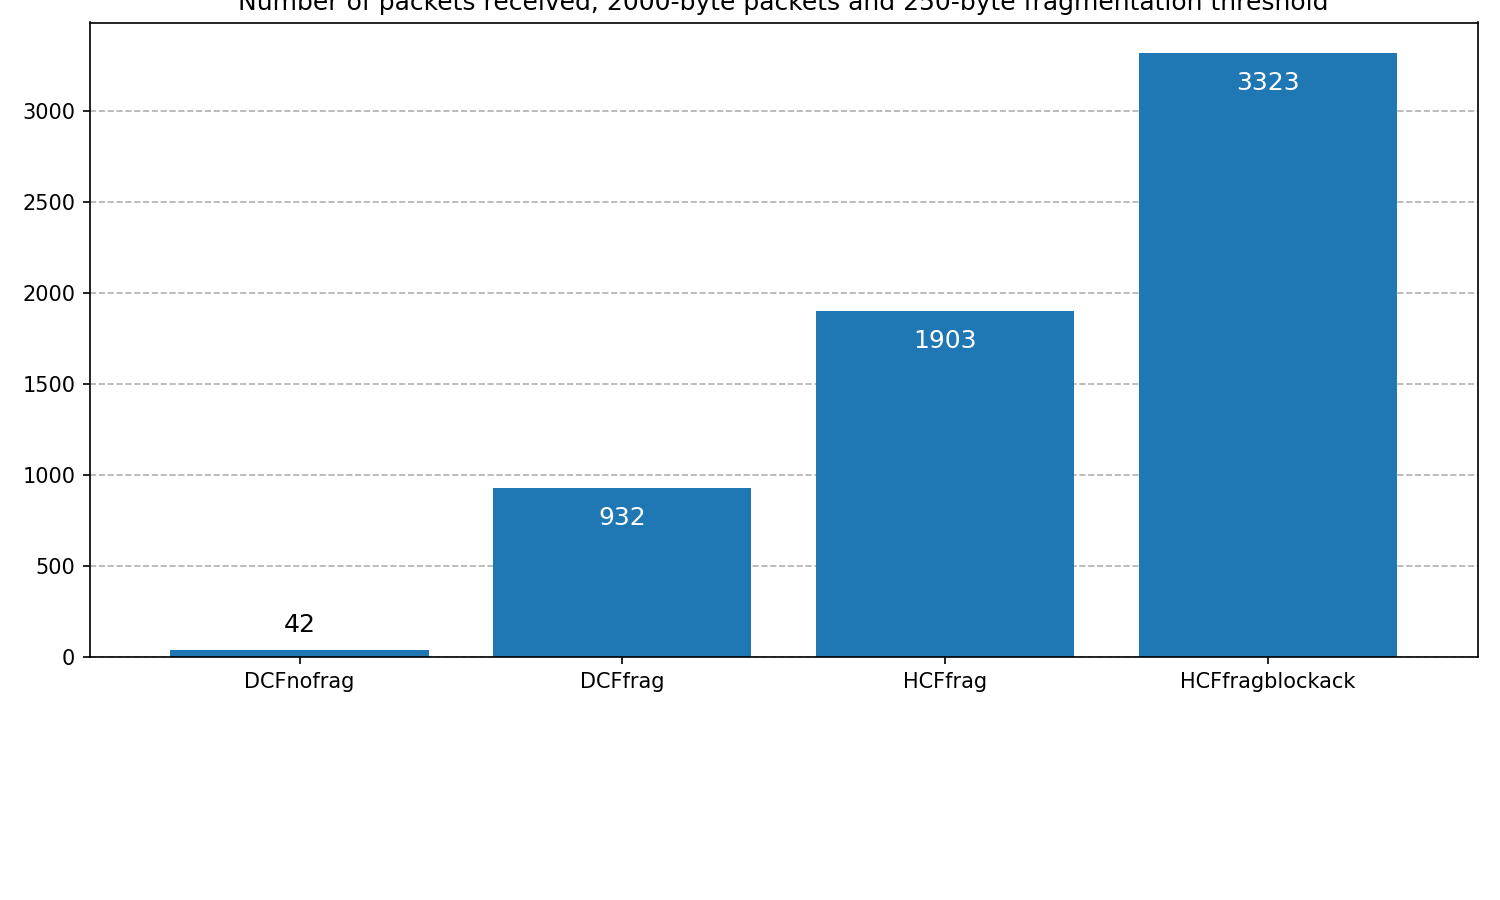 Number of packets received, 2000-byte packets and 250-byte fragmentation threshold
3000
2500
2000
1500
1000
500
0
42
932
1903
3323
DCFnofrag
DCFfrag
HCFfrag
HCFfragblockack